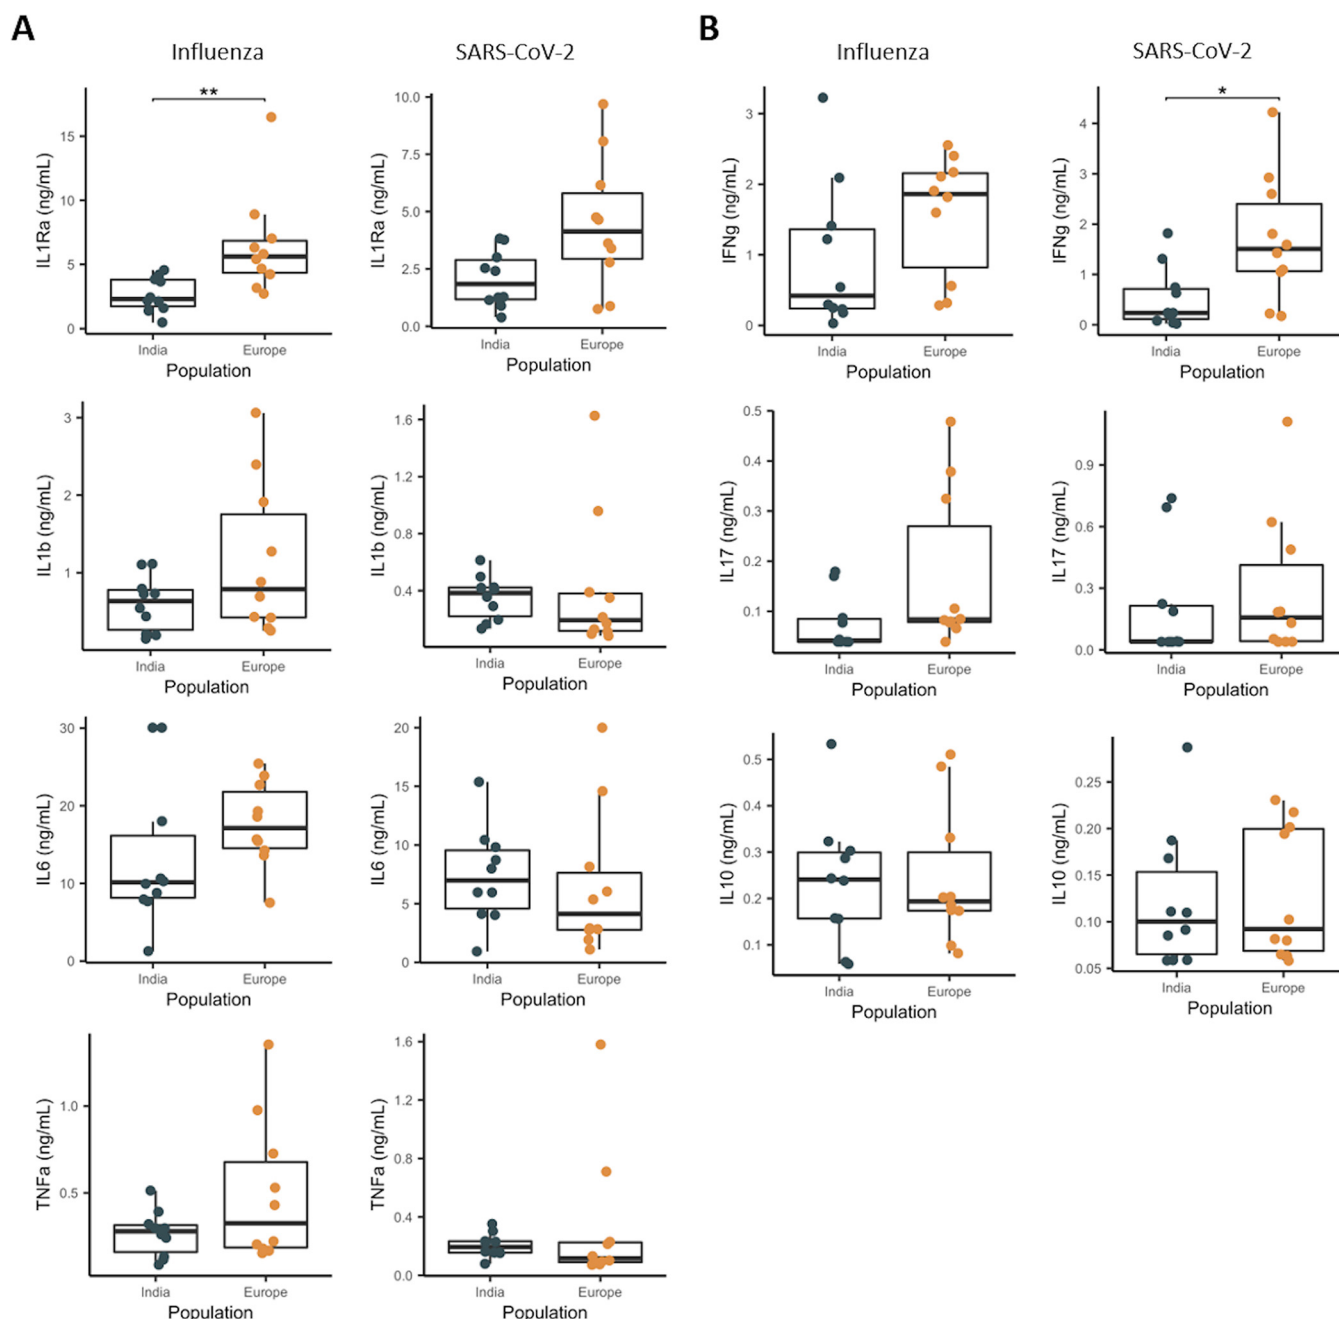 A
B
Influenza
SARS-CoV-2
Influenza
SARS-CoV-2
**
IL1Ra (ng/mL)
15
10
5
0
India
Europe
Population
IL1Ra (ng/mL)
10.0
7.5
5.0
2.5
0.0
India
Europe
Population
IFNg (ng/mL)
3
2
1
0
India
Europe
Population
*
IFNg (ng/mL)
4
3
2
1
0
India
Europe
Population
IL1b (ng/mL)
3
2
1
India
Europe
Population
IL1b (ng/mL)
1.6
1.2
0.8
0.4
India
Europe
Population
IL17 (ng/mL)
0.5
0.4
0.3
0.2
0.1
India
Europe
Population
IL17 (ng/mL)
0.9
0.6
0.3
0.0
India
Europe
Population
IL6 (ng/mL)
30
20
10
0
India
Europe
Population
IL6 (ng/mL)
20
15
10
5
0
India
Europe
Population
IL10 (ng/mL)
0.5
0.4
0.3
0.2
0.1
India
Europe
Population
IL10 (ng/mL)
0.25
0.20
0.15
0.10
0.05
India
Europe
Population
TNFa (ng/mL)
1.0
0.5
India
Europe
Population
TNFa (ng/mL)
1.6
1.2
0.8
0.4
0.0
India
Europe
Population